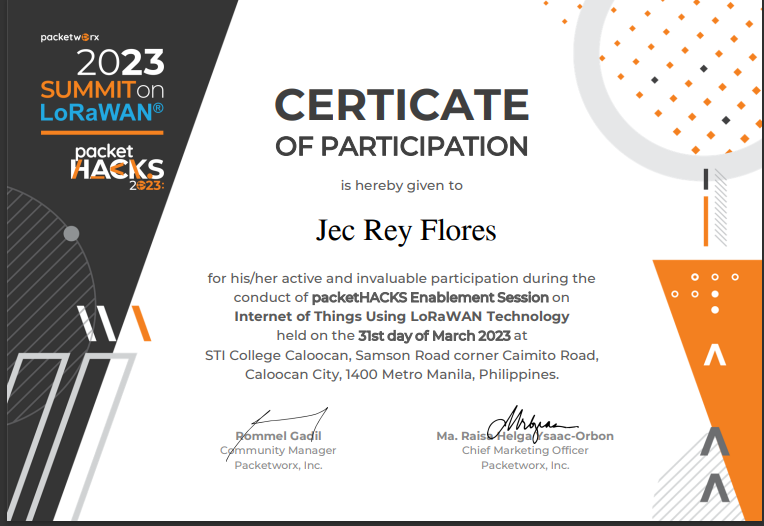 packetworx
2023
SUMMIT on
LoRaWAN®
packet
HACKS
2023:
CERTICATE
OF PARTICIPATION
is hereby given to
Jec Rey Flores
for his/her active and invaluable participation during the
conduct of packetHACKS Enablement Session on
Internet of Things Using LoRaWAN Technology
held on the 31st day of March 2023 at
STI College Caloocan, Samson Road corner Caimito Road,
Caloocan City, 1400 Metro Manila, Philippines.
Rommel Gadil
Community Manager
Packetworx, Inc.
Ma. Raisa Helga Ysaac-Orbon
Chief Marketing Officer
Packetworx, Inc.